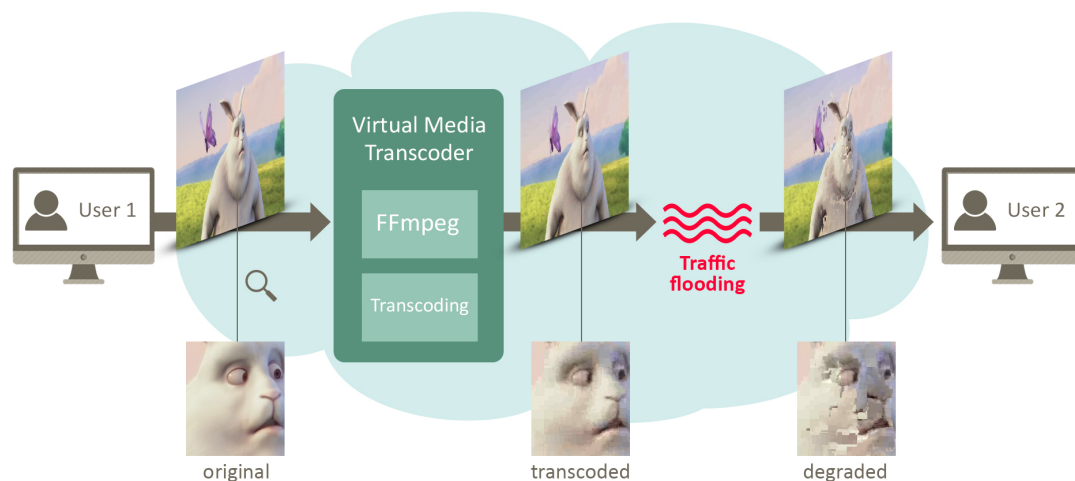 User 1
Virtual Media
Transcoder
FFmpeg
Transcoding
Traffic
flooding
User 2
original
transcoded
degraded